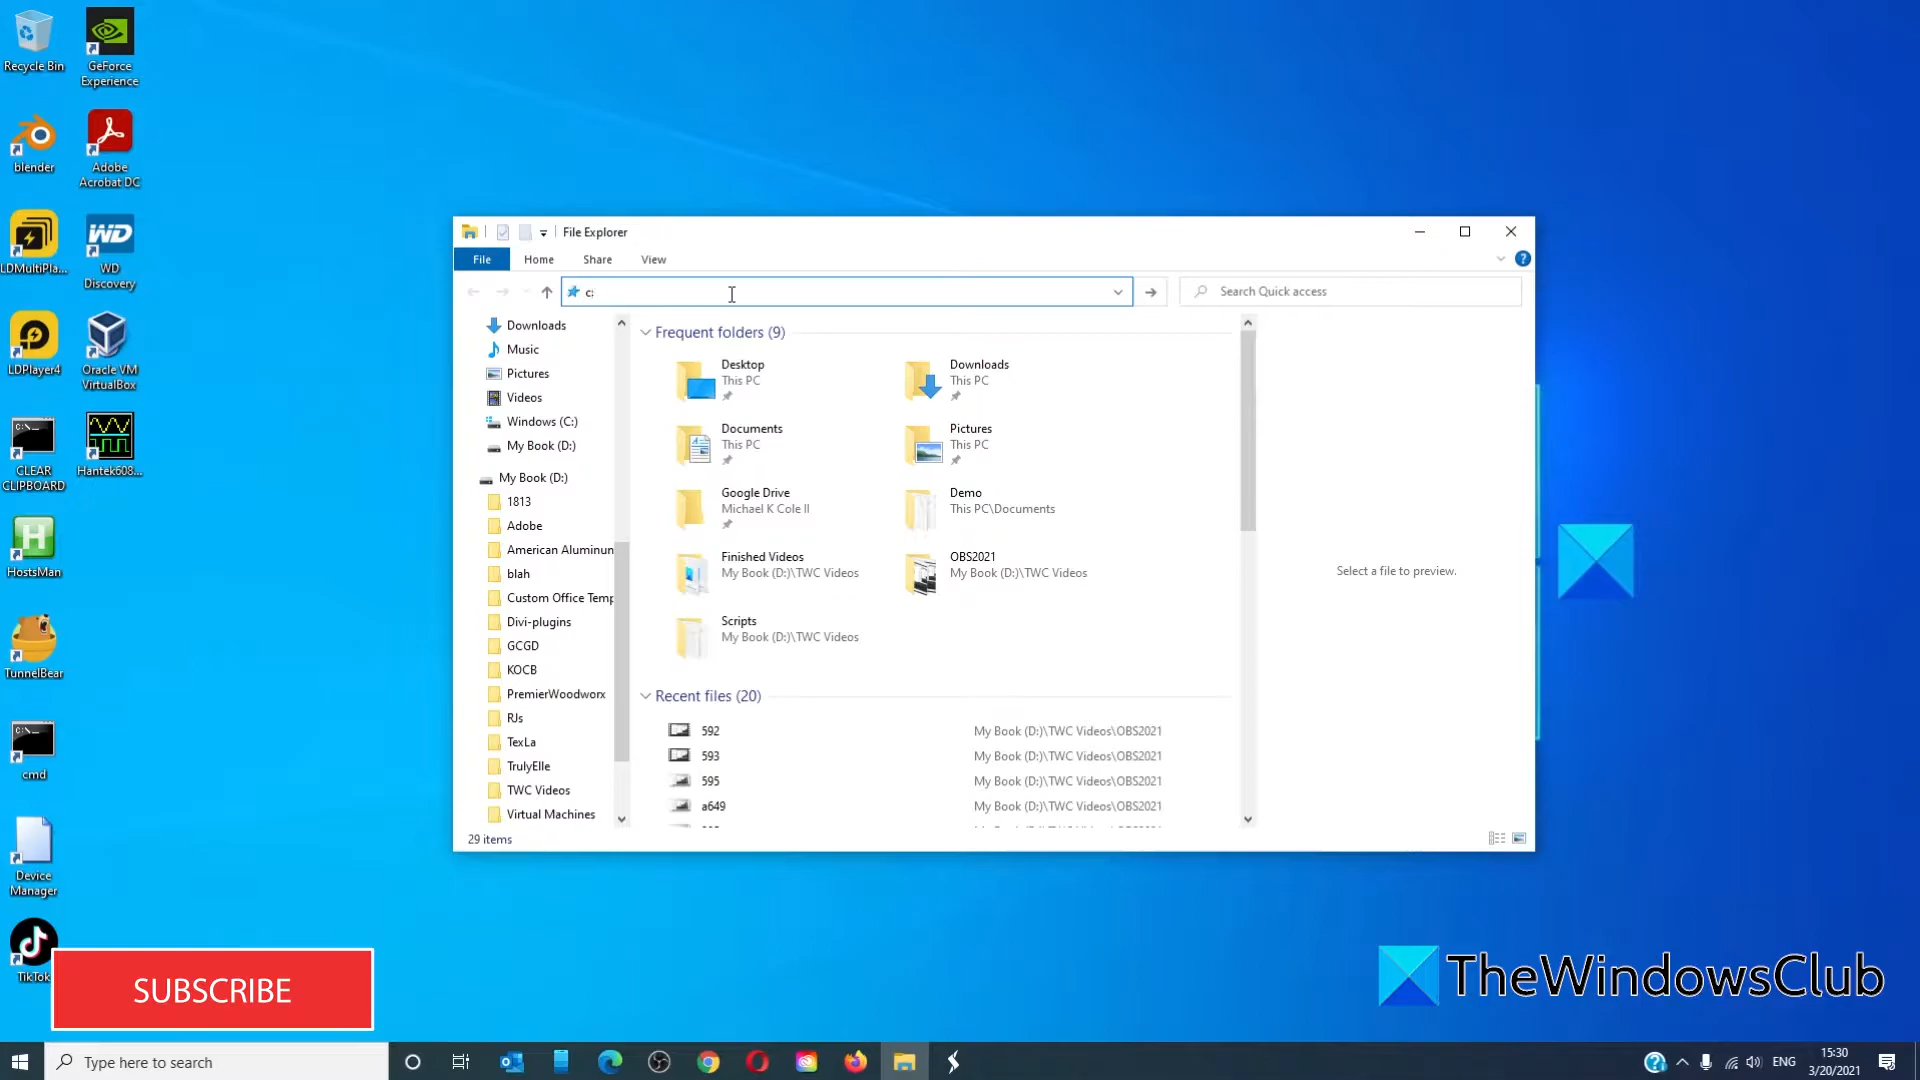 Recycle Bin
GeForce
Experience
blender
Adobe
Acrobat DC
LDMultiPla...
WD
WD
Discovery
LDPlayer4
Oracle VM
VirtualBox
CLEAR
CLIPBOARD
Hantek608...
HostsMan
TunnelBear
cmd
Device
Manager
TikTok
SUBSCRIBE
File Explorer
File Home Share View
c:
Search Quick access
Downloads
Music
Pictures
Videos
Windows (C:)
My Book (D:)
My Book (D:)
1813
Adobe
American Aluminun
blah
Custom Office Temp
Divi-plugins
GCGD
KOCB
PremierWoodworx
RJs
TexLa
TrulyElle
TWC Videos
Virtual Machines
Frequent folders (9)
Desktop
This PC
Downloads
This PC
Documents
This PC
Pictures
This PC
Google Drive
Michael K Cole II
Demo
This PC\Documents
Finished Videos
My Book (D:)\TWC Videos
OBS2021
My Book (D:)\TWC Videos
Scripts
My Book (D:)\TWC Videos
Recent files (20)
592 My Book (D:)\TWC Videos\OBS2021
593 My Book (D:)\TWC Videos\OBS2021
595 My Book (D:)\TWC Videos\OBS2021
a649 My Book (D:)\TWC Videos\OBS2021
Select a file to preview.
29 items
TheWindowsClub
Type here to search
ENG
15:30
3/20/2021